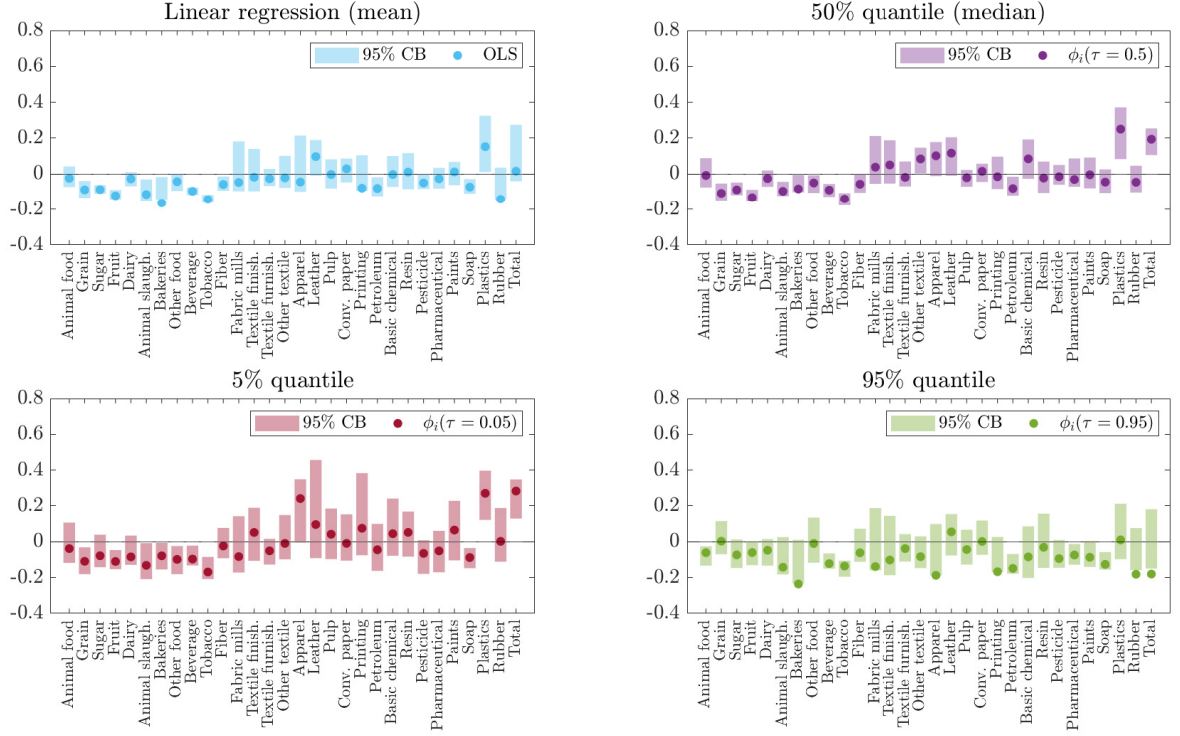 Linear regression (mean)
0.8
0.6
0.4
0.2
0
-0.2
-0.4
95% CB
OLS
Animal food
Grain
Sugar
Fruit
Dairy
Animal slaugh.
Bakeries
Other food
Beverage
Tobacco
Fiber
Fabric mills
Textile finish.
Textile furnish.
Other textile
Apparel
Leather
Pulp
Conv. paper
Printing
Petroleum
Basic chemical
Resin
Pesticide
Pharmaceutical
Paints
Soap
Plastics
Rubber
Total
50% quantile (median)
0.8
0.6
0.4
0.2
0
-0.2
-0.4
95% CB
ϕᵢ(τ = 0.5)
Animal food
Grain
Sugar
Fruit
Dairy
Animal slaugh.
Bakeries
Other food
Beverage
Tobacco
Fiber
Fabric mills
Textile finish.
Textile furnish.
Other textile
Apparel
Leather
Pulp
Conv. paper
Printing
Petroleum
Basic chemical
Resin
Pesticide
Pharmaceutical
Paints
Soap
Plastics
Rubber
Total
5% quantile
0.8
0.6
0.4
0.2
0
-0.2
-0.4
95% CB
ϕᵢ(τ = 0.05)
Animal food
Grain
Sugar
Fruit
Dairy
Animal slaugh.
Bakeries
Other food
Beverage
Tobacco
Fiber
Fabric mills
Textile finish.
Textile furnish.
Other textile
Apparel
Leather
Pulp
Conv. paper
Printing
Petroleum
Basic chemical
Resin
Pesticide
Pharmaceutical
Paints
Soap
Plastics
Rubber
Total
95% quantile
0.8
0.6
0.4
0.2
0
-0.2
-0.4
95% CB
ϕᵢ(τ = 0.95)
Animal food
Grain
Sugar
Fruit
Dairy
Animal slaugh.
Bakeries
Other food
Beverage
Tobacco
Fiber
Fabric mills
Textile finish.
Textile furnish.
Other textile
Apparel
Leather
Pulp
Conv. paper
Printing
Petroleum
Basic chemical
Resin
Pesticide
Pharmaceutical
Paints
Soap
Plastics
Rubber
Total